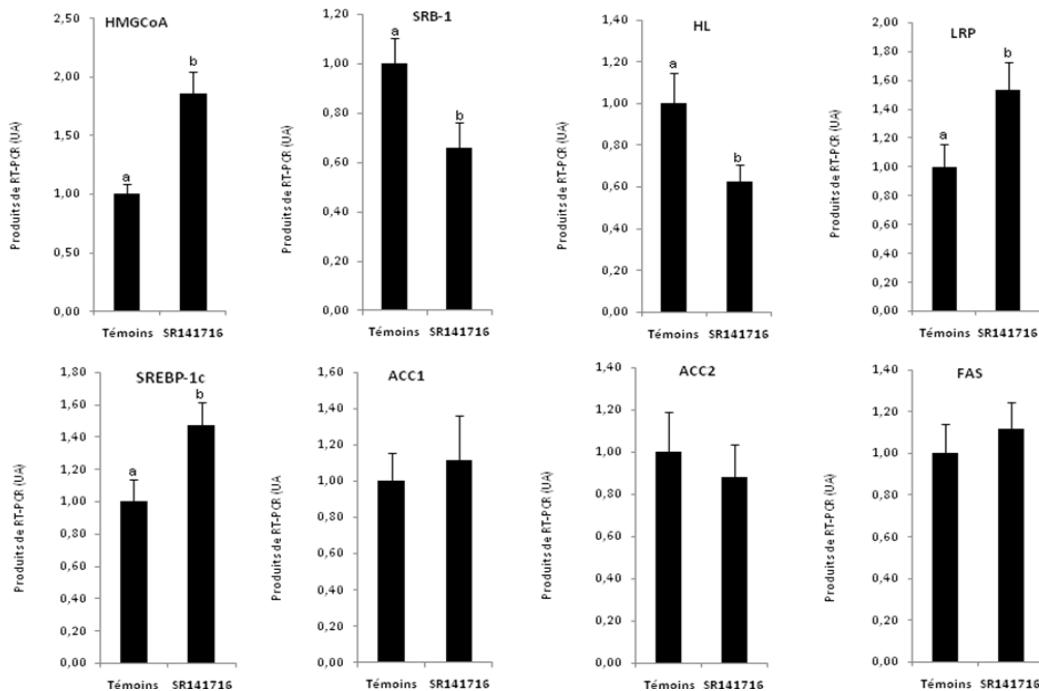 HMGCoA
Produits de RT-PCR (UA)
2,50
2,00
1,50
1,00
0,50
0,00
a
b
Témoins SR141716
SRB-1
Produits de RT-PCR (UA)
1,20
1,00
0,80
0,60
0,40
0,20
0,00
a
b
Témoins SR141716
HL
Produits de RT-PCR (UA)
1,40
1,20
1,00
0,80
0,60
0,40
0,20
0,00
a
b
Témoins SR141716
LRP
Produits de RT-PCR (UA)
2,00
1,80
1,60
1,40
1,20
1,00
0,80
0,60
0,40
0,20
0,00
a
b
Témoins SR141716
SREBP-1c
Produits de RT-PCR (UA)
1,80
1,60
1,40
1,20
1,00
0,80
0,60
0,40
0,20
0,00
a
b
Témoins SR141716
ACC1
Produits de RT-PCR (UA
1,60
1,40
1,20
1,00
0,80
0,60
0,40
0,20
0,00
Témoins SR141716
ACC2
Produits de RT-PCR (UA)
1,40
1,20
1,00
0,80
0,60
0,40
0,20
0,00
Témoins SR141716
FAS
Produits de RT-PCR (UA)
1,40
1,20
1,00
0,80
0,60
0,40
0,20
0,00
Témoins SR141716